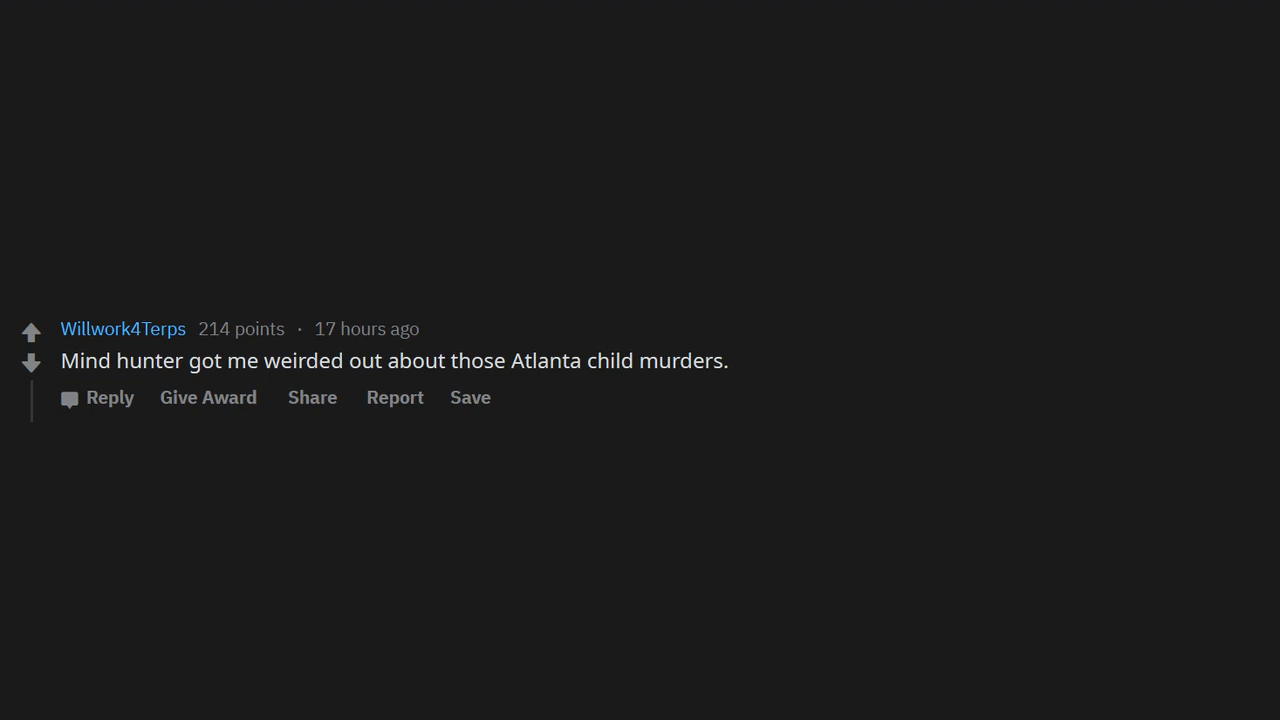 Willwork4Terps 214 points · 17 hours ago
Mind hunter got me weirded out about those Atlanta child murders.
Reply Give Award Share Report Save